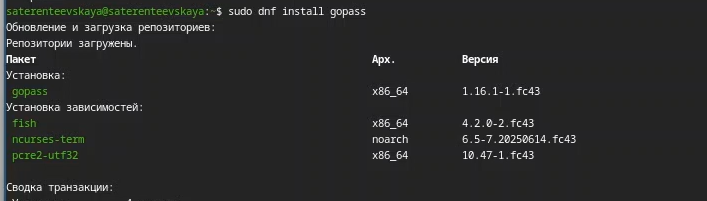 saterenteevskaya@saterenteevskaya:~$ sudo dnf install gopass
Обновление и загрузка репозиториев:
Репозитории загружены.
Пакет Арх. Версия
Установка:
gopass x86_64 1.16.1-1.fc43
Установка зависимостей:
fish x86_64 4.2.0-2.fc43
ncurses-term noarch 6.5-7.20250614.fc43
pcre2-utf32 x86_64 10.47-1.fc43
Сводка транзакции: